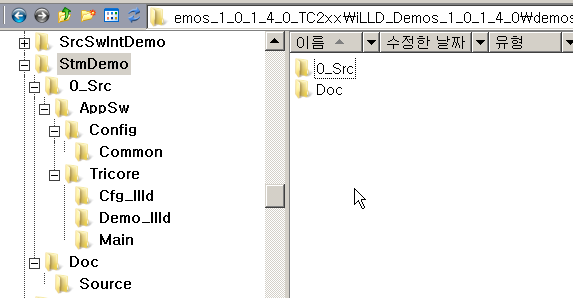 emos_1_0_1_4_0_TC2xx\iLLD_Demos_1_0_1_4_0\demos
SrcSwIntDemo
StmDemo
0_Src
AppSw
Config
Common
Tricore
Cfg_Illd
Demo_Illd
Main
Doc
Source
이름 수정한 날짜 유형
0_Src
Doc